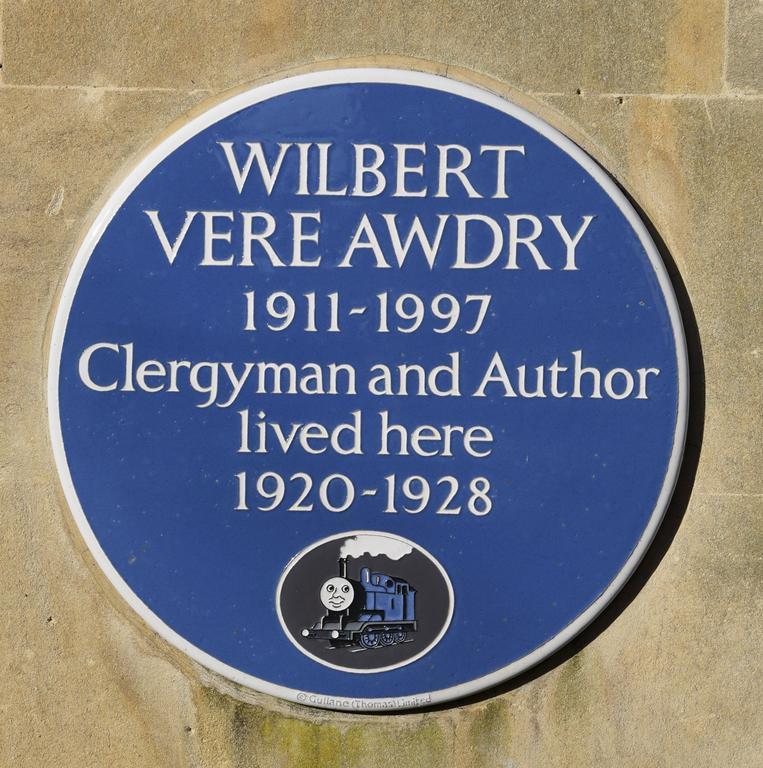 WILBERT
VERE AWDRY
1911-1997
Clergyman and Author
lived here
1920-1928
© Gullane (Thomas) Limited